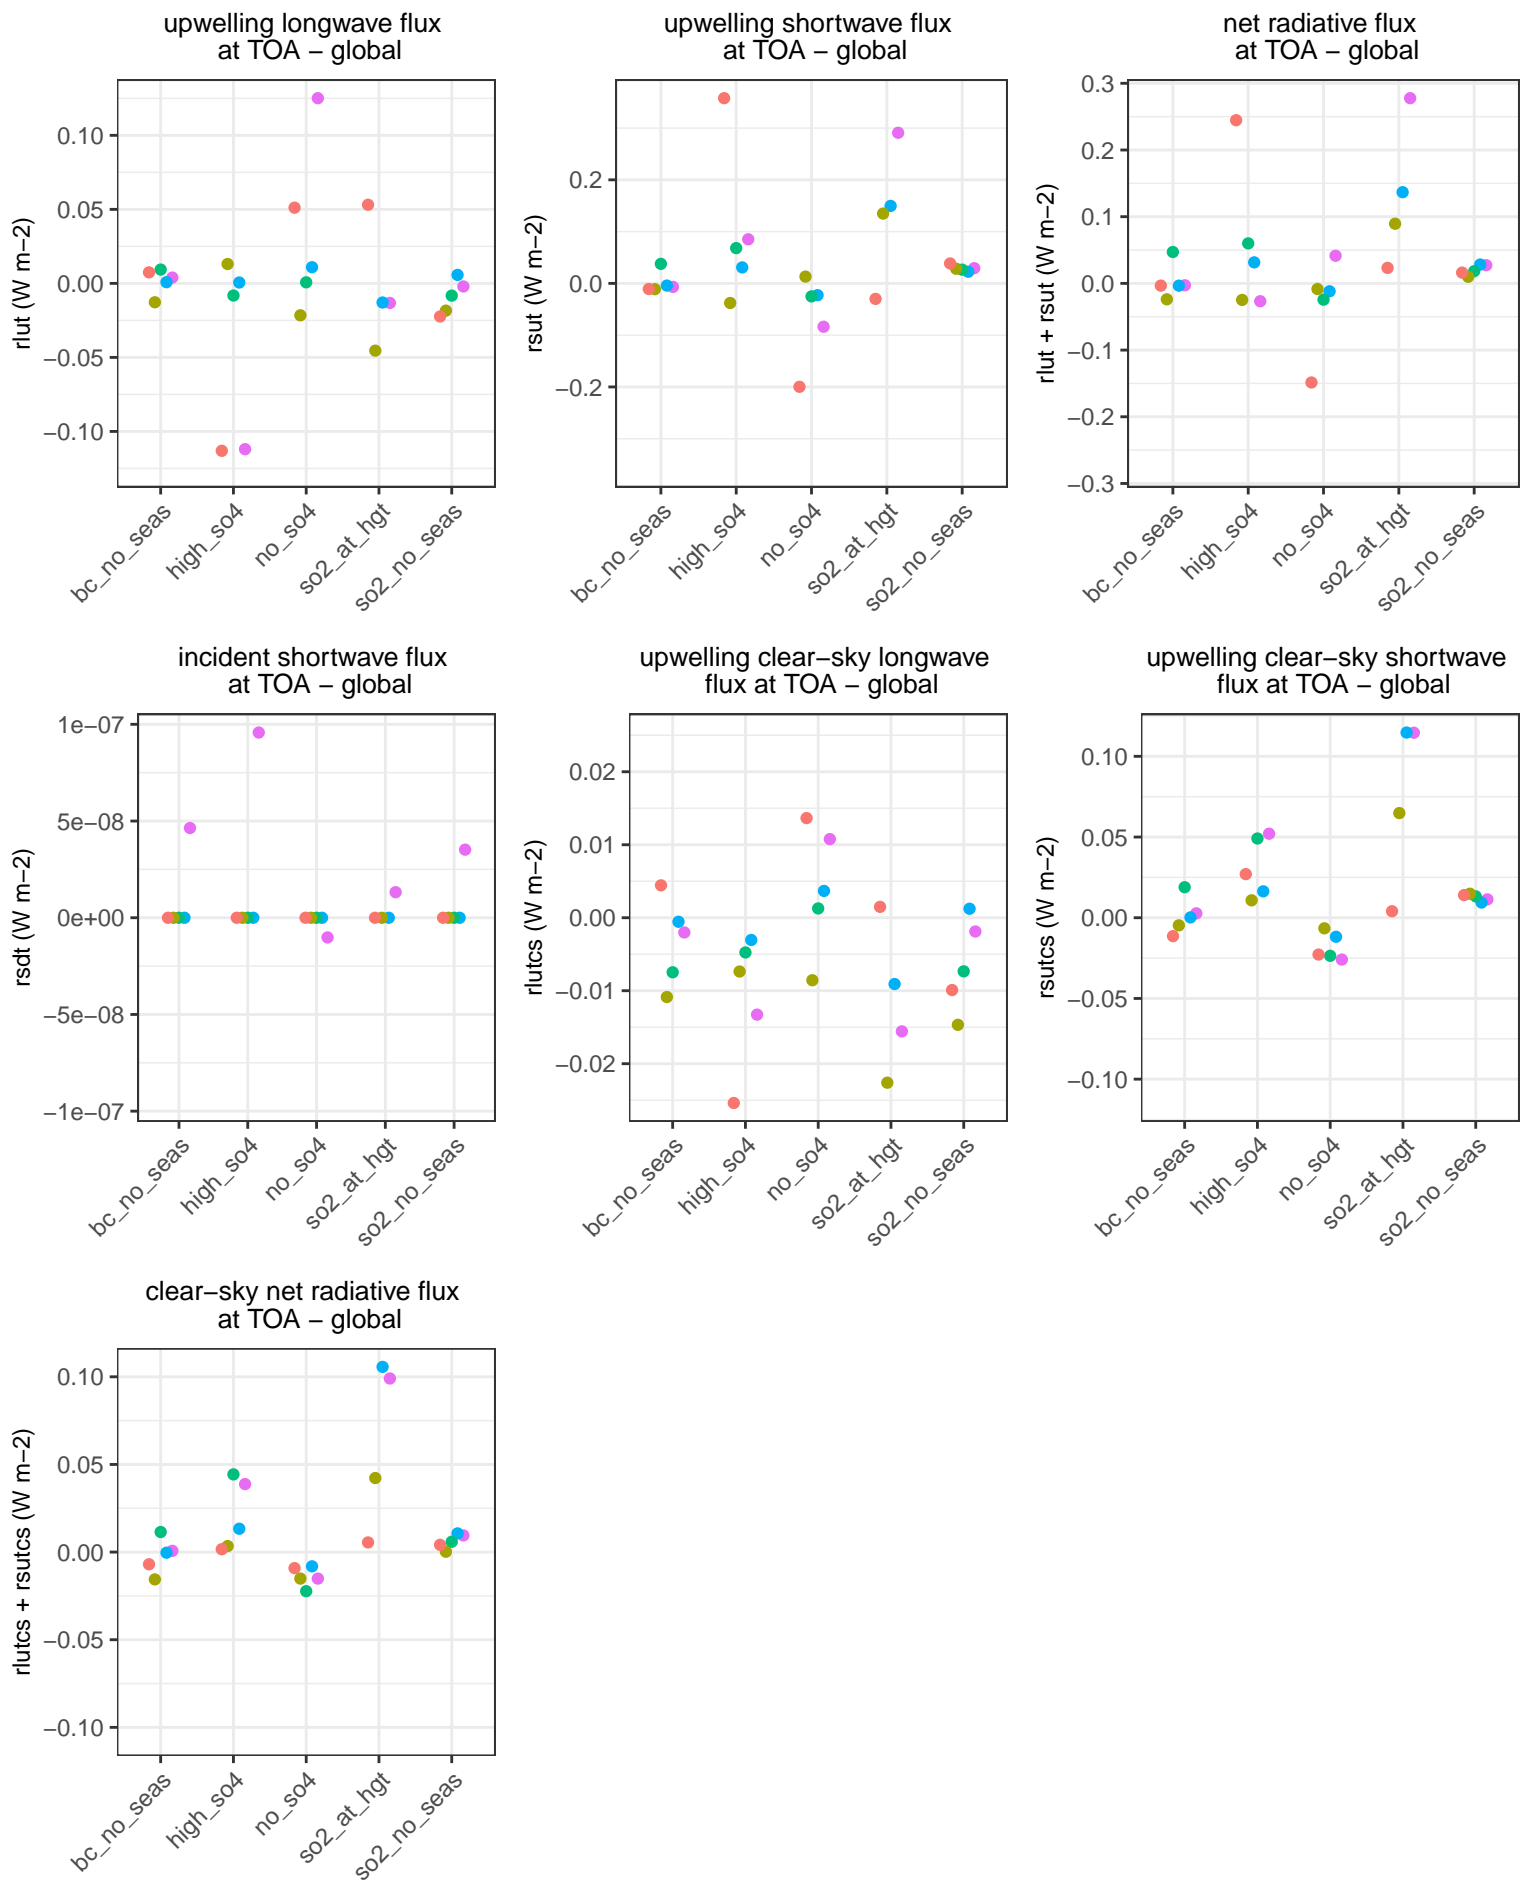 upwelling longwave flux
at TOA − global
rlut (W m−2)
0.10
0.05
0.00
−0.05
−0.10
bc_no_seas
high_so4
no_so4
so2_at_hgt
so2_no_seas
upwelling shortwave flux
at TOA − global
rsut (W m−2)
0.2
0.0
−0.2
bc_no_seas
high_so4
no_so4
so2_at_hgt
so2_no_seas
net radiative flux
at TOA − global
rlut + rsut (W m−2)
0.3
0.2
0.1
0.0
−0.1
−0.2
−0.3
bc_no_seas
high_so4
no_so4
so2_at_hgt
so2_no_seas
incident shortwave flux
at TOA − global
rsdt (W m−2)
1e−07
5e−08
0e+00
−5e−08
−1e−07
bc_no_seas
high_so4
no_so4
so2_at_hgt
so2_no_seas
upwelling clear−sky longwave
flux at TOA − global
rlutcs (W m−2)
0.02
0.01
0.00
−0.01
−0.02
bc_no_seas
high_so4
no_so4
so2_at_hgt
so2_no_seas
upwelling clear−sky shortwave
flux at TOA − global
rsutcs (W m−2)
0.10
0.05
0.00
−0.05
−0.10
bc_no_seas
high_so4
no_so4
so2_at_hgt
so2_no_seas
clear−sky net radiative flux
at TOA − global
rlutcs + rsutcs (W m−2)
0.10
0.05
0.00
−0.05
−0.10
bc_no_seas
high_so4
no_so4
so2_at_hgt
so2_no_seas